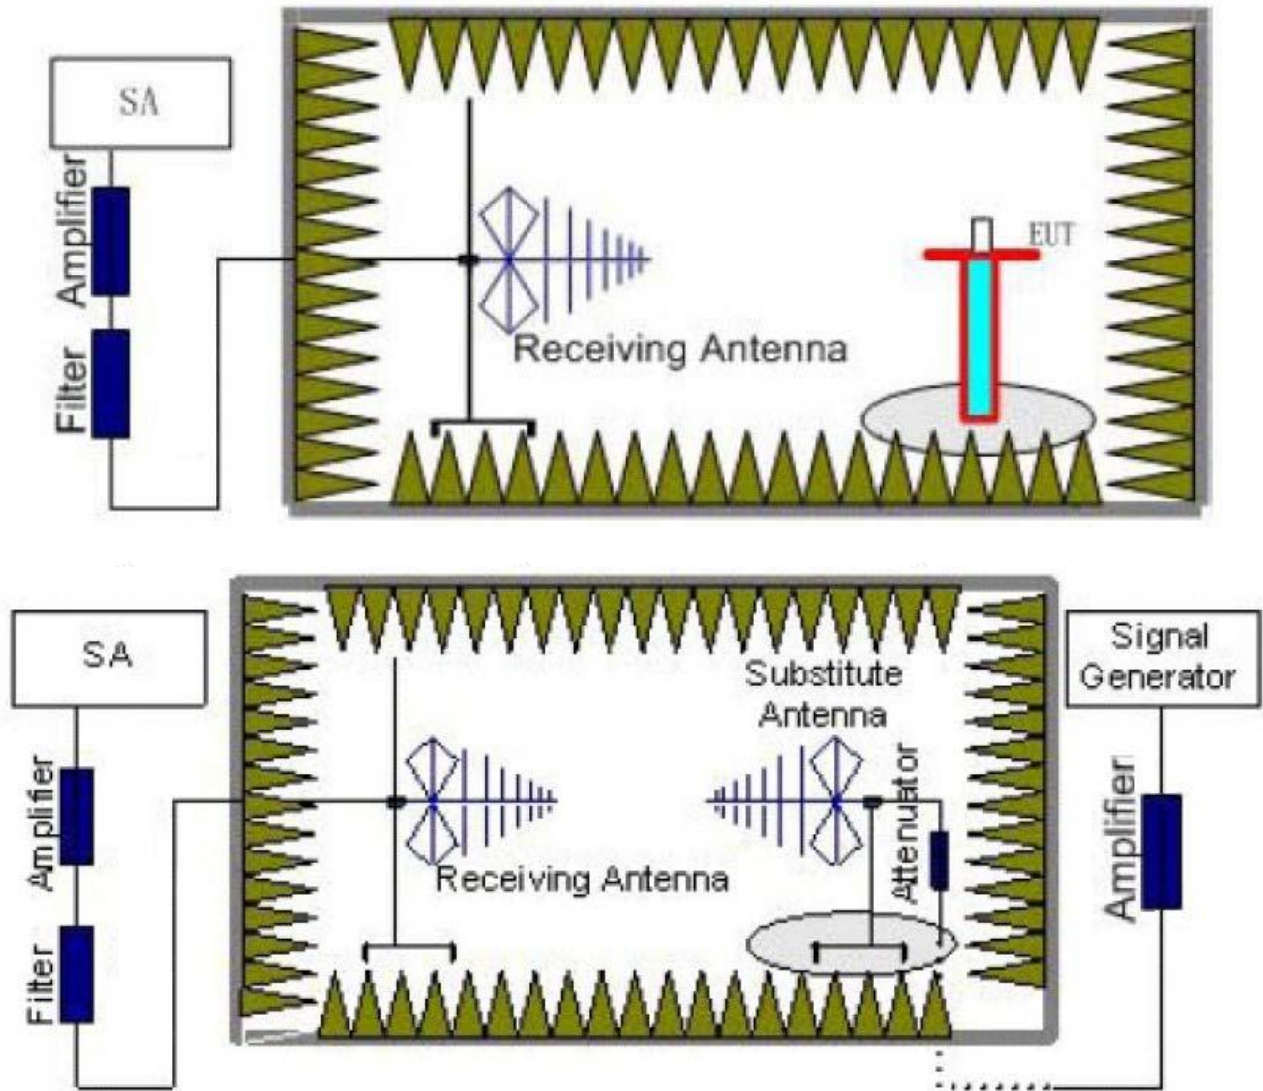 SA
Amplifier
Filter
EUT
Receiving Antenna
SA
Amplifier
Filter
Substitute
Antenna
Attenuator
Receiving Antenna
Signal
Generator
Amplifier